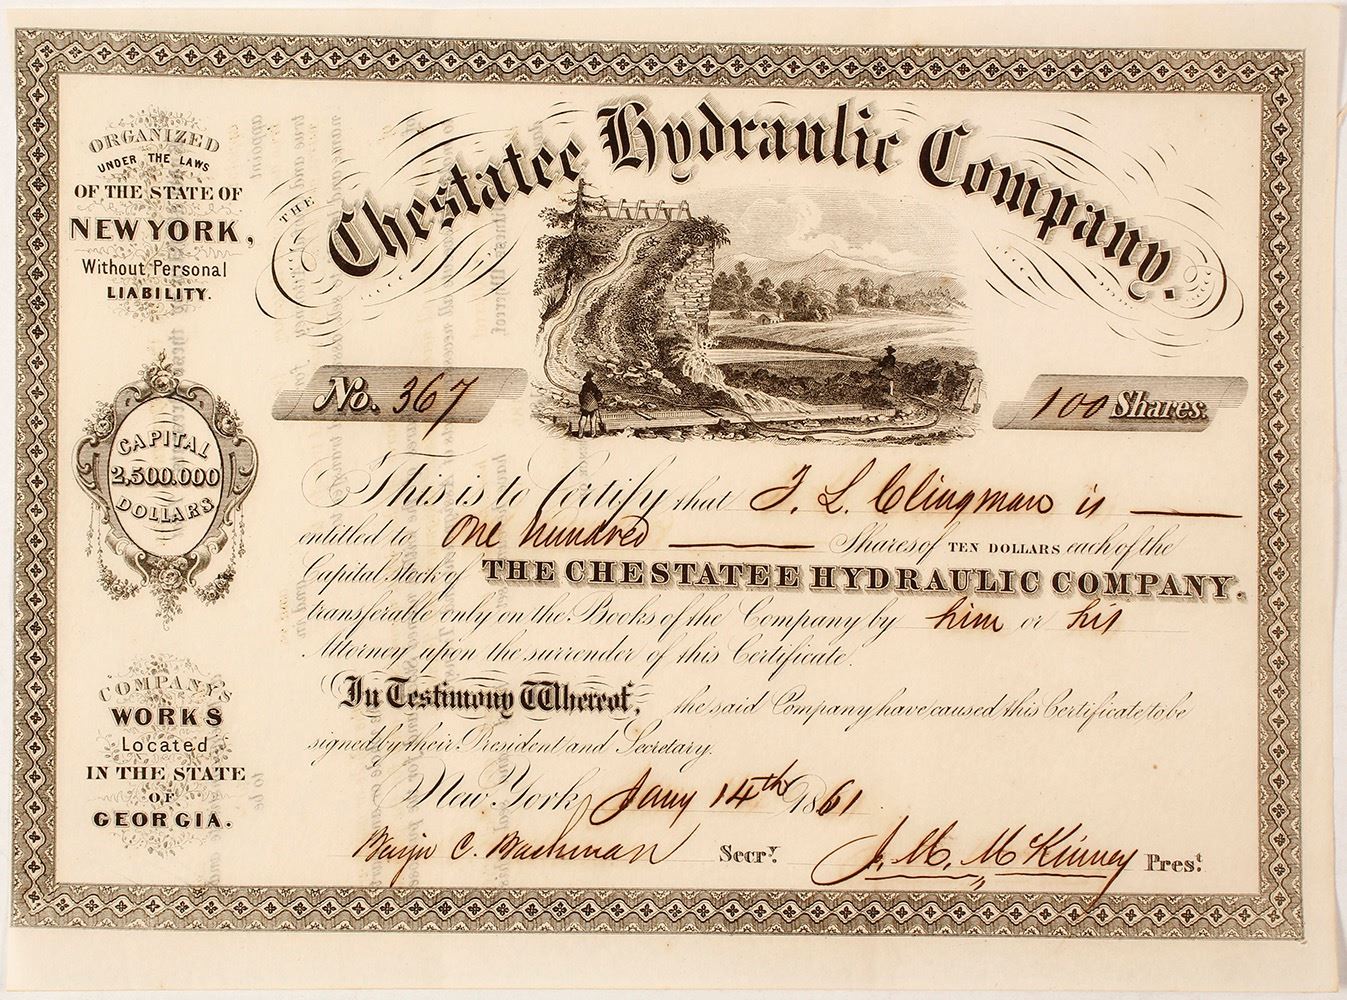 THE Chestatee Hydraulic Company.
ORGANIZED
UNDER THE LAWS
OF THE STATE OF
NEW YORK,
Without Personal
LIABILITY.
No. 367
100 Shares.
CAPITAL
2,500.000
DOLLARS
This is to Certify that T. L. Clingman is
entitled to One hundred Shares of TEN DOLLARS each of the
Capital Stock of THE CHESTATEE HYDRAULIC COMPANY.
transferable only on the Books of the Company by him or his
Attorney upon the surrender of this Certificate.
In Testimony Whereof, the said Company have caused this Certificate to be
signed by their President and Secretary.
New York, Jany 14th 1861
Benjn C. Bachman Secry. J. M. McKinney Prest.
COMPANY'S
WORKS
Located
IN THE STATE
OF
GEORGIA.